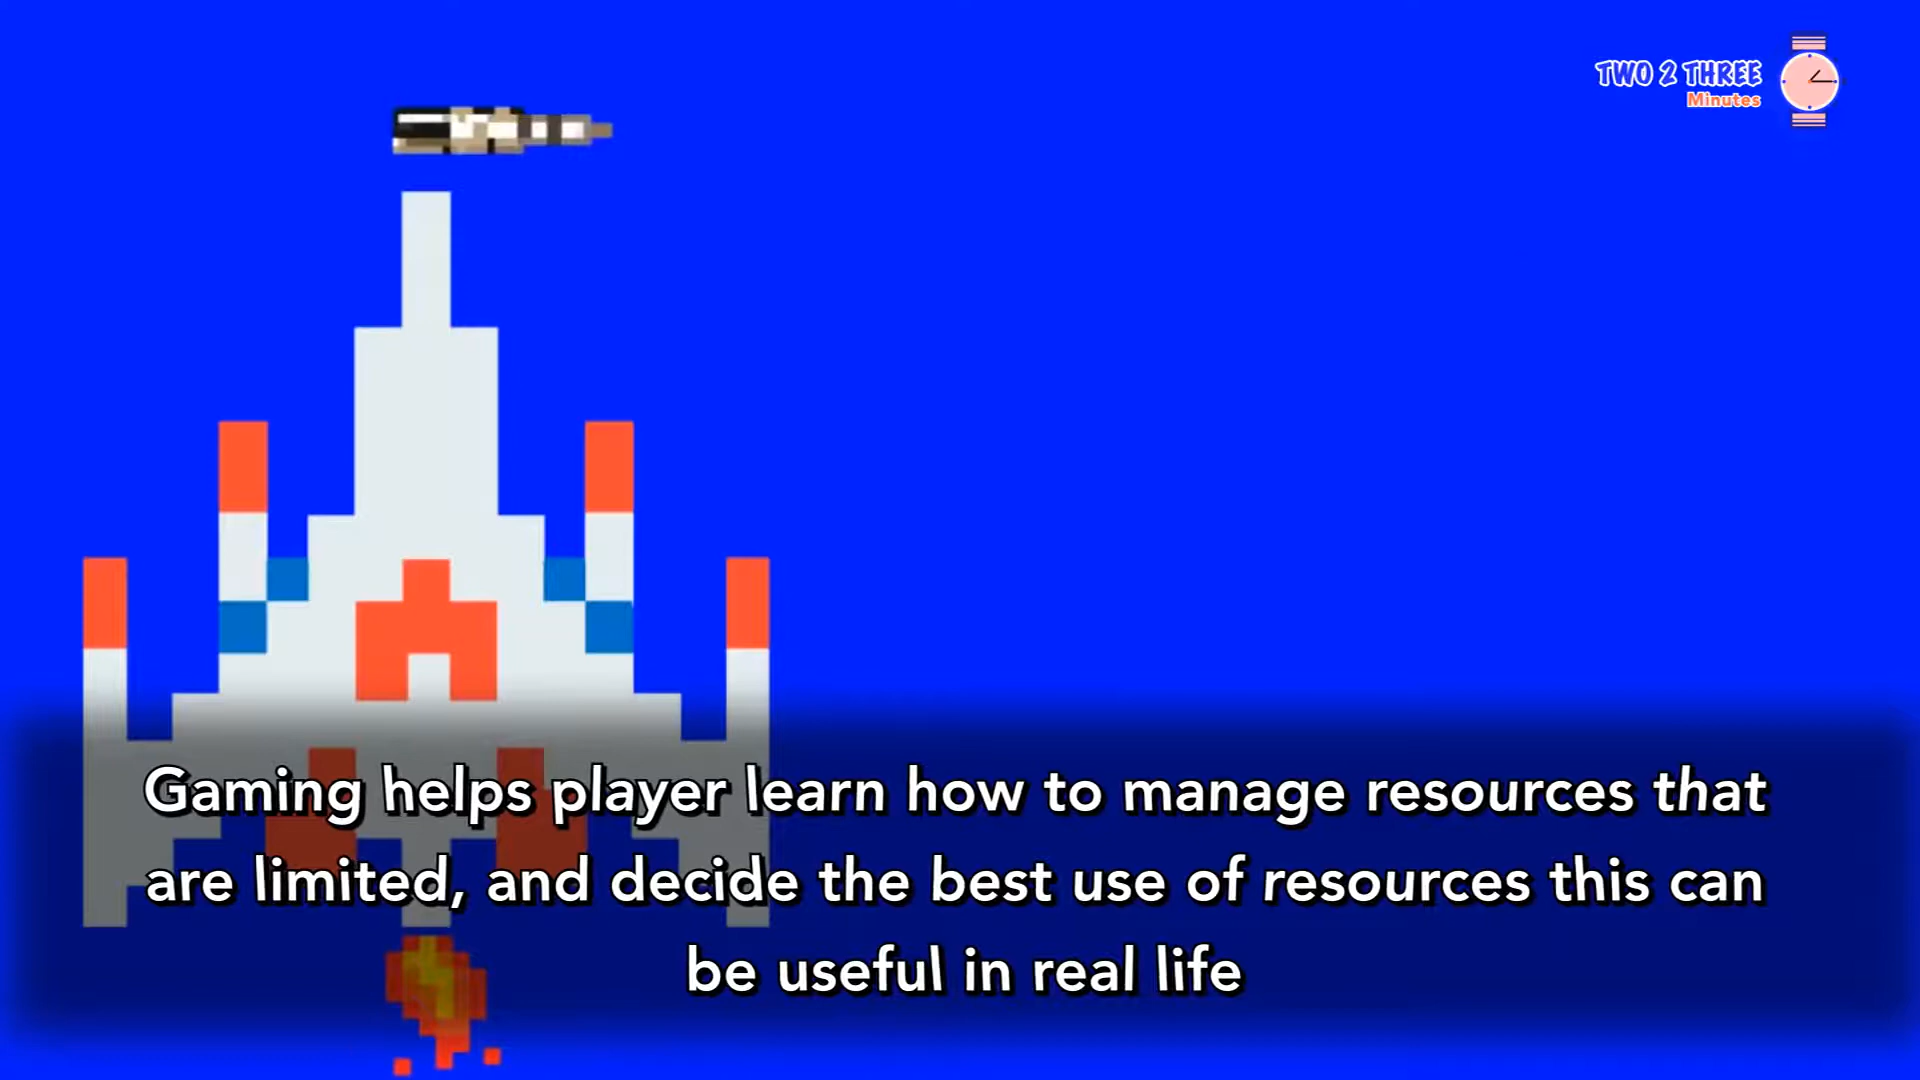 TWO 2 THREE
Minutes
Gaming helps player learn how to manage resources that
are limited, and decide the best use of resources this can
be useful in real life